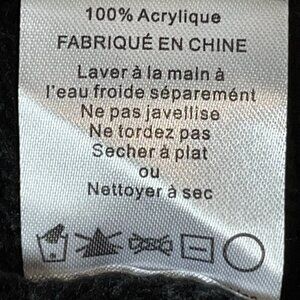 100% Acrylique
FABRIQUÉ EN CHINE
Laver à la main à
l'eau froide séparément
Ne pas javellise
Ne tordez pas
Secher à plat
ou
Nettoyer à sec